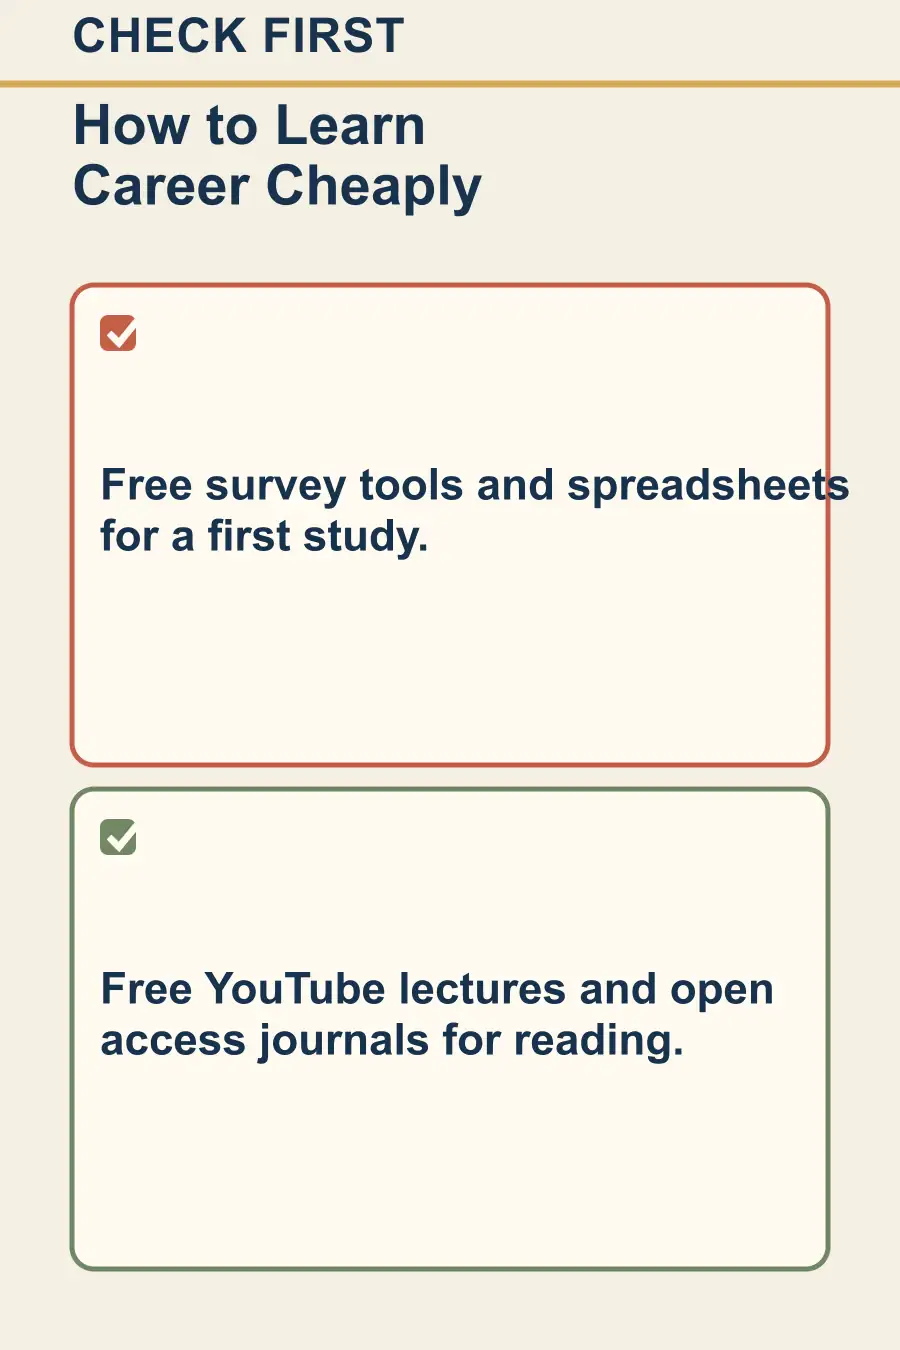 CHECK FIRST
How to Learn
Career Cheaply
Free survey tools and spreadsheets
for a first study.
Free YouTube lectures and open
access journals for reading.